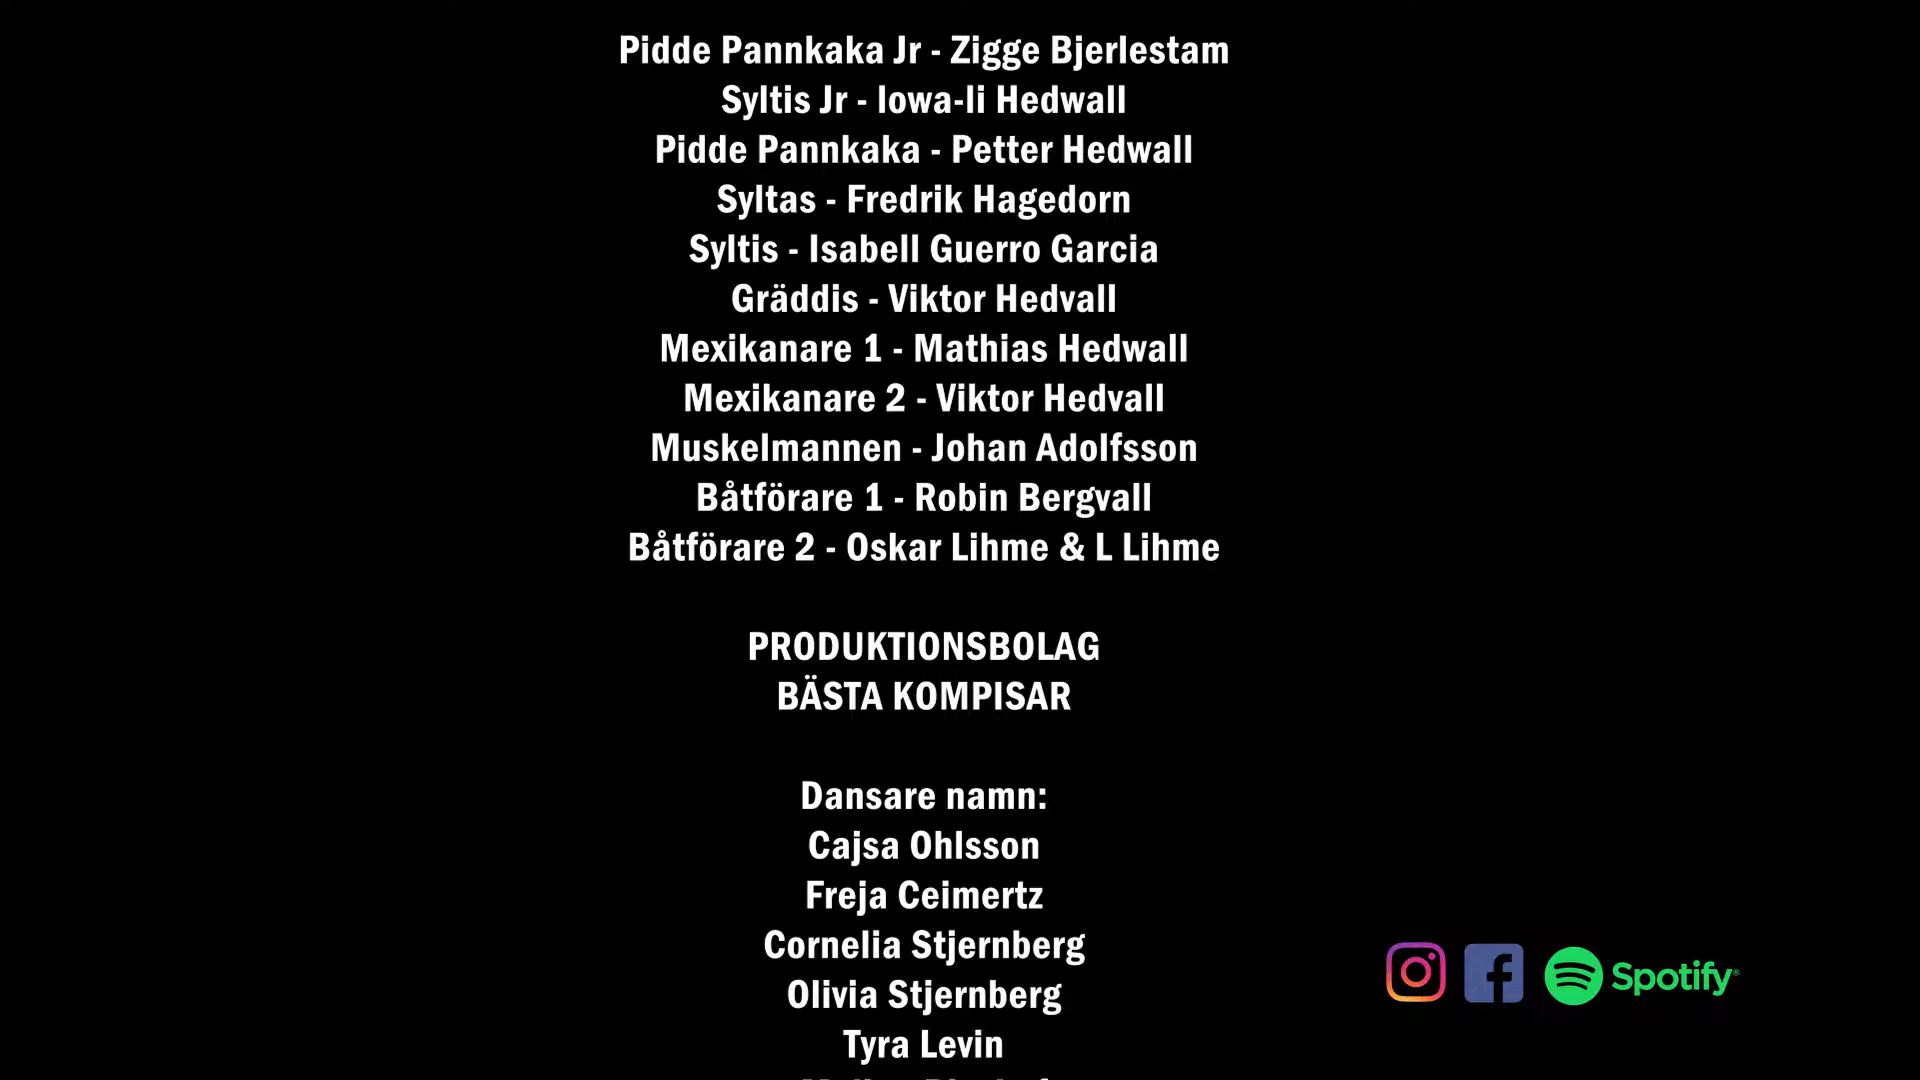 Pidde Pannkaka Jr - Zigge Bjerlestam
Syltis Jr - Iowa-li Hedwall
Pidde Pannkaka - Petter Hedwall
Syltas - Fredrik Hagedorn
Syltis - Isabell Guerro Garcia
Gräddis - Viktor Hedvall
Mexikanare 1 - Mathias Hedwall
Mexikanare 2 - Viktor Hedvall
Muskelmannen - Johan Adolfsson
Båtförare 1 - Robin Bergvall
Båtförare 2 - Oskar Lihme & L Lihme
PRODUKTIONSBOLAG
BÄSTA KOMPISAR
Dansare namn:
Cajsa Ohlsson
Freja Ceimertz
Cornelia Stjernberg
Olivia Stjernberg
Tyra Levin
Spotify®